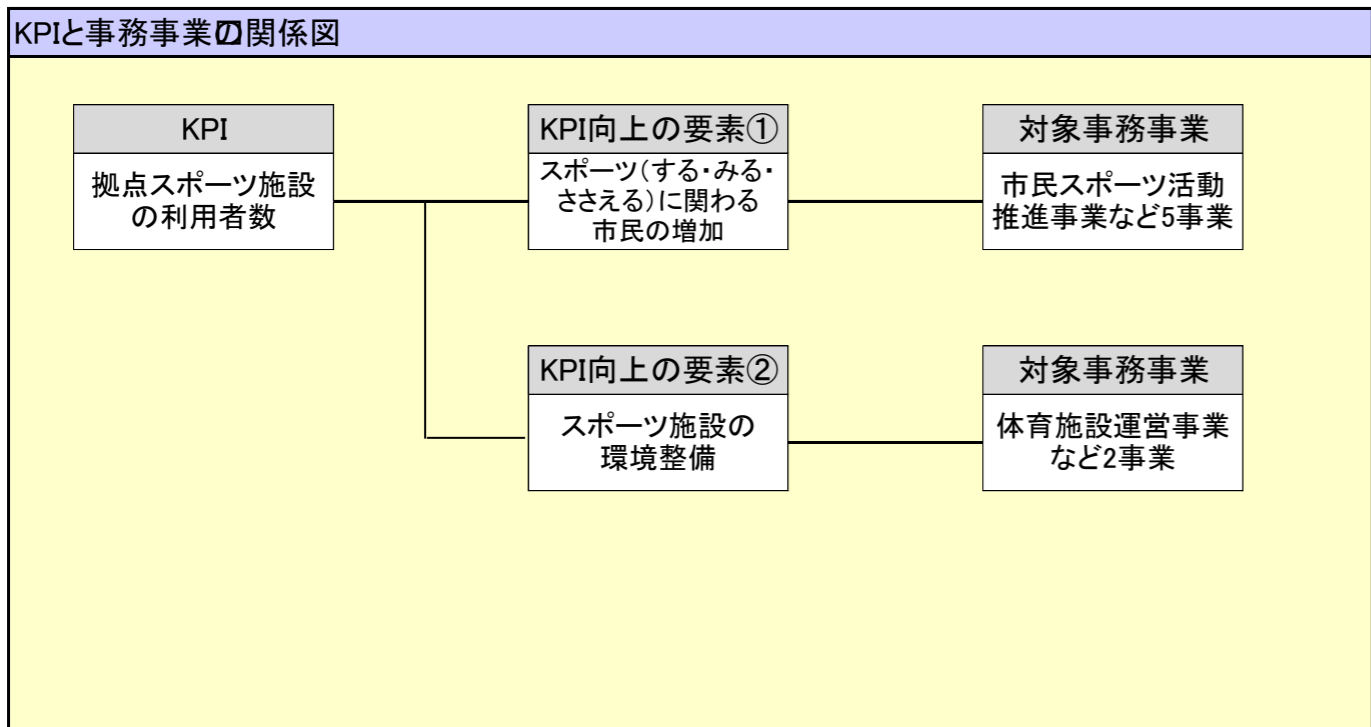 KPIと事務事業の関係図
KPI
拠点スポーツ施設
の利用者数
KPI向上の要素①
スポーツ(する・みる・
ささえる)に関わる
市民の増加
対象事務事業
市民スポーツ活動
推進事業など5事業
KPI向上の要素②
スポーツ施設の
環境整備
対象事務事業
体育施設運営事業
など2事業